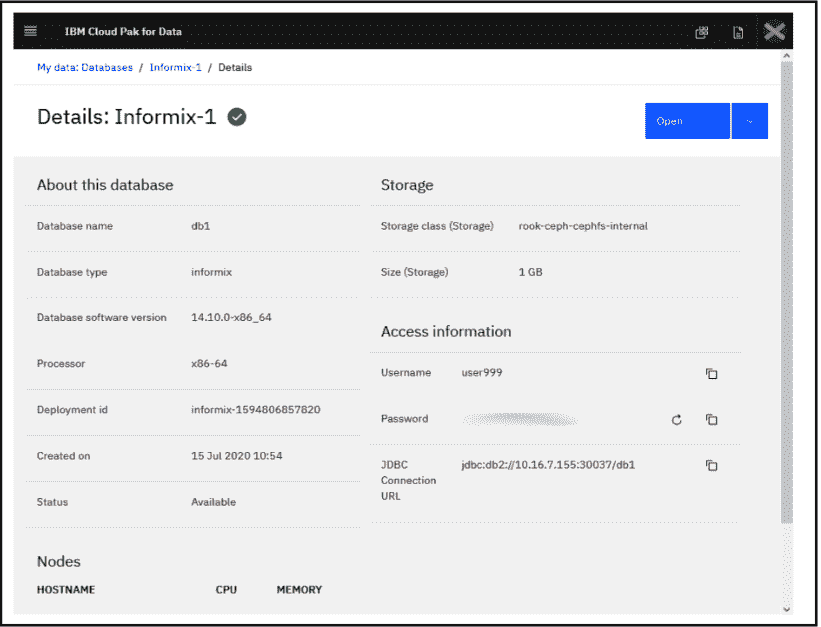 IBM Cloud Pak for Data
My data: Databases / Informix-1 / Details
Details: Informix-1
Open
About this database
Database name db1
Database type informix
Database software version 14.10.0-x86_64
Processor x86-64
Deployment id informix-1594806857820
Created on 15 Jul 2020 10:54
Status Available
Storage
Storage class (Storage) rook-ceph-cephfs-internal
Size (Storage) 1 GB
Access information
Username user999
Password
JDBC jdbc:db2://10.16.7.155:30037/db1
Connection
URL
Nodes
HOSTNAME CPU MEMORY